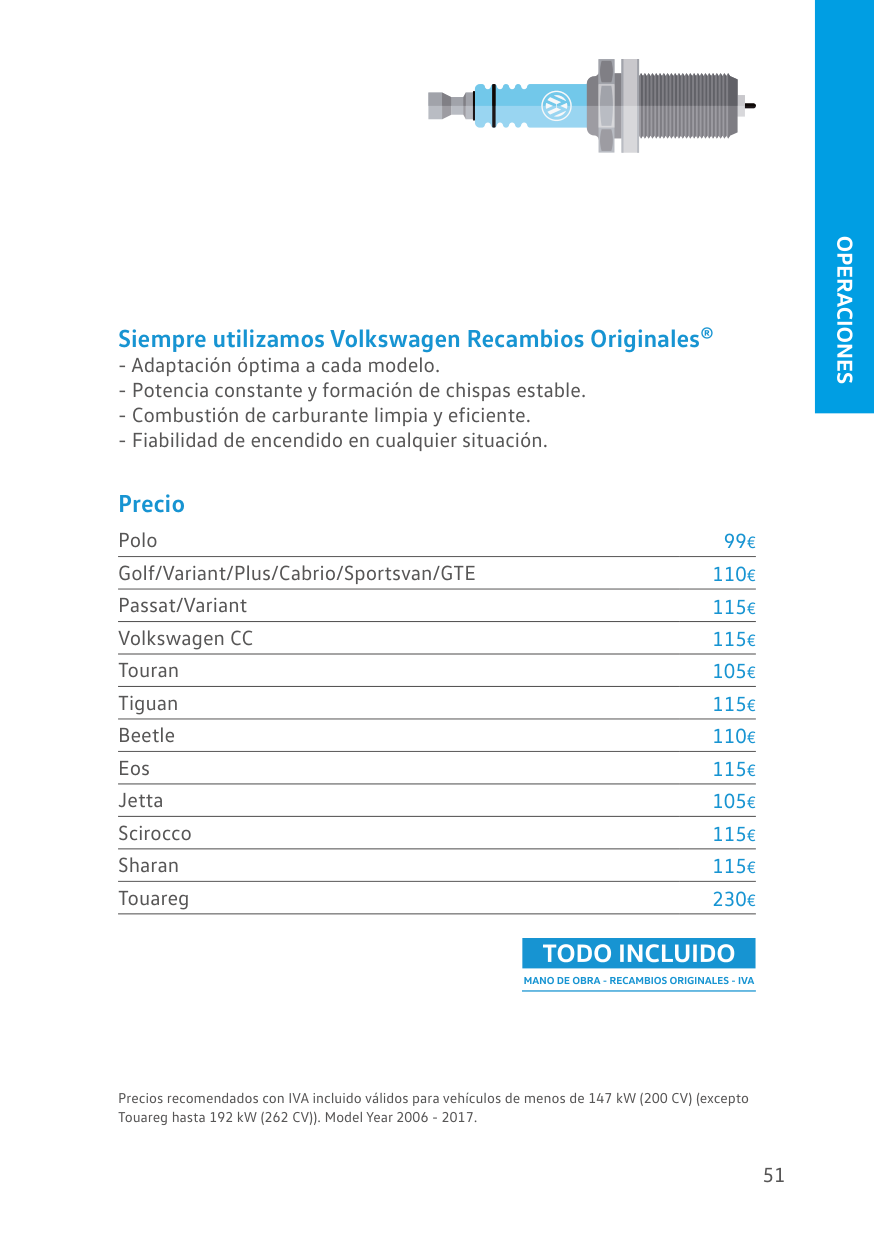 OPERACIONES
Siempre utilizamos Volkswagen Recambios Originales®
- Adaptación óptima a cada modelo.
- Potencia constante y formación de chispas estable.
- Combustión de carburante limpia y eficiente.
- Fiabilidad de encendido en cualquier situación.
Precio
Polo 99€
Golf/Variant/Plus/Cabrio/Sportsvan/GTE 110€
Passat/Variant 115€
Volkswagen CC 115€
Touran 105€
Tiguan 115€
Beetle 110€
Eos 115€
Jetta 105€
Scirocco 115€
Sharan 115€
Touareg 230€
TODO INCLUIDO
MANO DE OBRA - RECAMBIOS ORIGINALES - IVA
Precios recomendados con IVA incluido válidos para vehículos de menos de 147 kW (200 CV) (excepto
Touareg hasta 192 kW (262 CV)). Model Year 2006 - 2017.
51